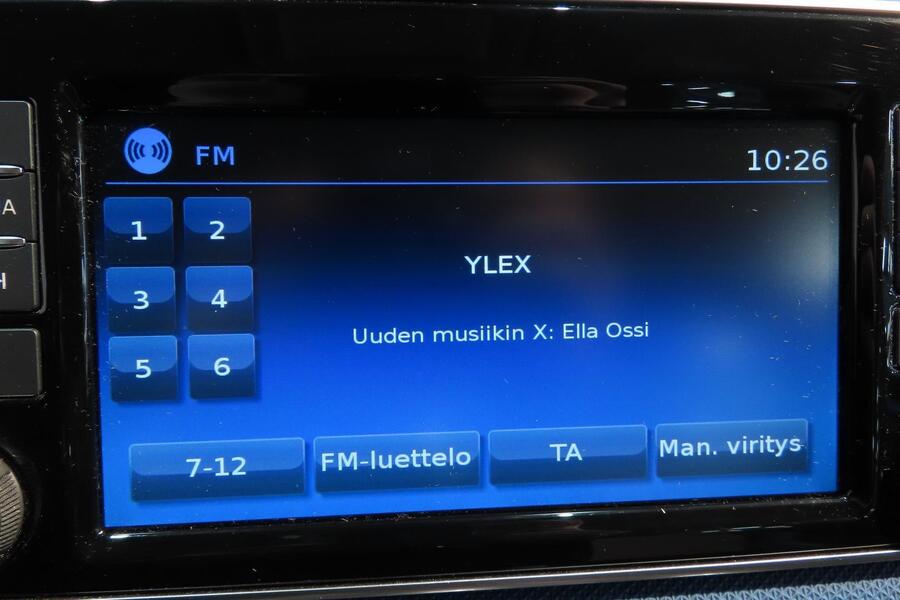 FM
10:26
1 2
YLEX
3 4
Uuden musiikin X: Ella Ossi
5 6
7-12 FM-luettelo TA Man. viritys
A
H